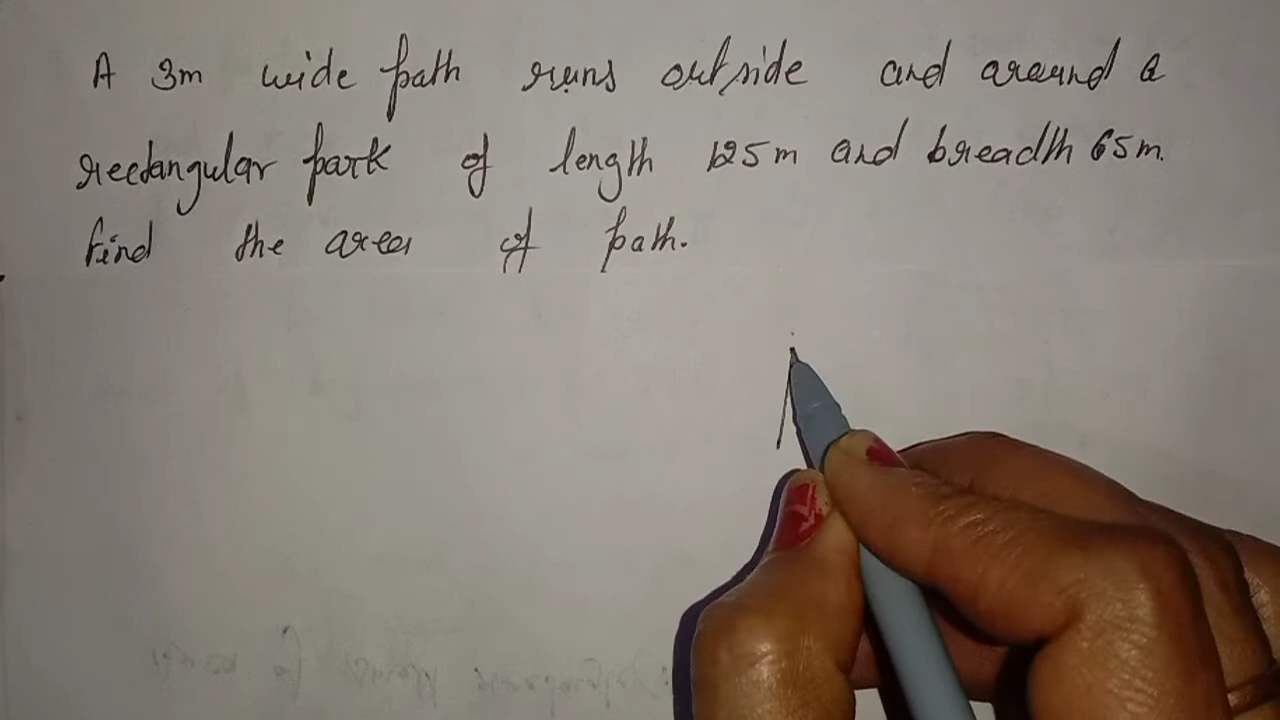 A 3m wide path runs outside and around a
rectangular park of length 125m and breadth 65m.
find the area of path.